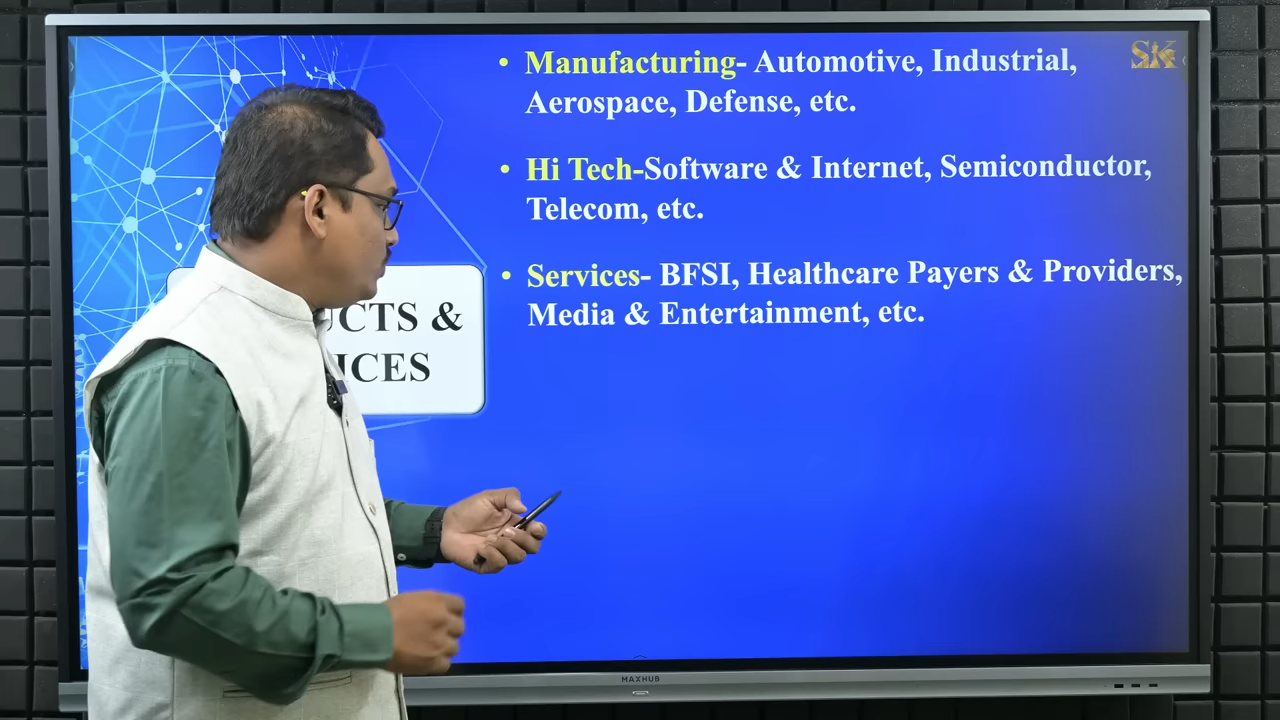 • Manufacturing- Automotive, Industrial,
Aerospace, Defense, etc.
SK
• Hi Tech-Software & Internet, Semiconductor,
Telecom, etc.
• Services- BFSI, Healthcare Payers & Providers,
Media & Entertainment, etc.
UCTS &
ICES
MAXHUB